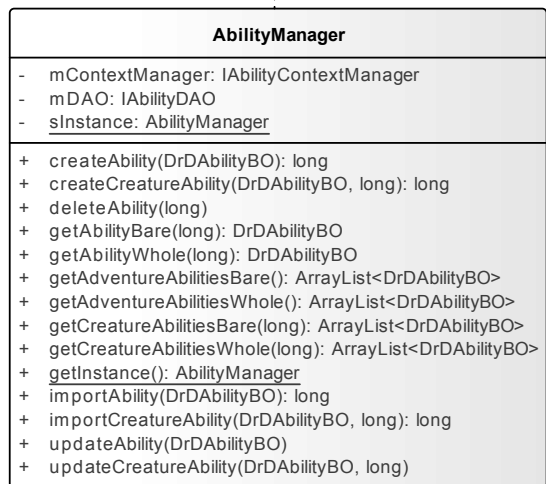 AbilityManager
- mContextManager: IAbilityContextManager
- mDAO: IAbilityDAO
- sInstance: AbilityManager
+ createAbility(DrDAbilityBO): long
+ createCreatureAbility(DrDAbilityBO, long): long
+ deleteAbility(long)
+ getAbilityBare(long): DrDAbilityBO
+ getAbilityWhole(long): DrDAbilityBO
+ getAdventureAbilitiesBare(): ArrayList<DrDAbilityBO>
+ getAdventureAbilitiesWhole(): ArrayList<DrDAbilityBO>
+ getCreatureAbilitiesBare(long): ArrayList<DrDAbilityBO>
+ getCreatureAbilitiesWhole(long): ArrayList<DrDAbilityBO>
+ getInstance(): AbilityManager
+ importAbility(DrDAbilityBO): long
+ importCreatureAbility(DrDAbilityBO, long): long
+ updateAbility(DrDAbilityBO)
+ updateCreatureAbility(DrDAbilityBO, long)